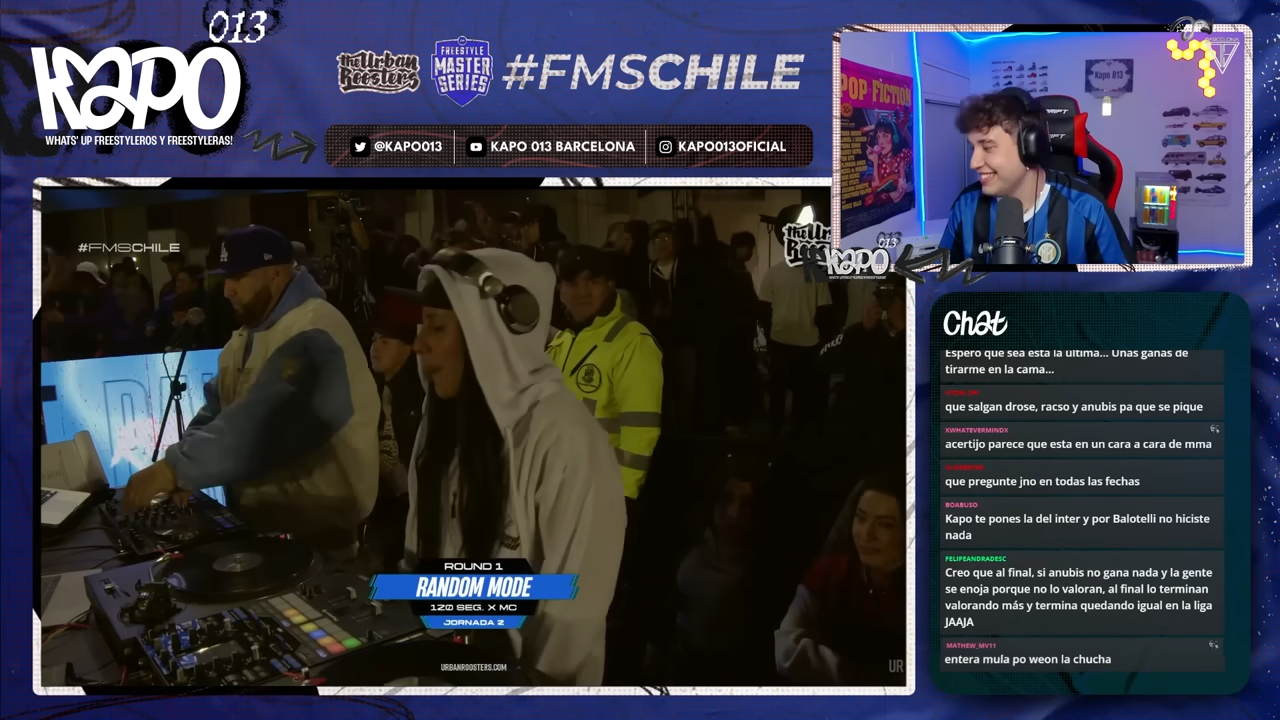 013
KAPO
WHATS' UP FREESTYLEROS Y FREESTYLERAS!
the Urban Roosters
FREESTYLE
MASTER
SERIES
#FMSCHILE
@KAPO013
KAPO 013 BARCELONA
KAPO013OFICIAL
#FMSCHILE
POP FICTION
Kapo 013
013
KAPO
Chat
Espero que sea esta la última... Unas ganas de
tirarme en la cama...
que salgan drose, racso y anubis pa que se pique
XWHATEVERMINDX
acertijo parece que esta en un cara a cara de mma
que pregunte jno en todas las fechas
BOABUSO
Kapo te pones la del inter y por Balotelli no hiciste
nada
FELIPEANDRADESC
Creo que al final, si anubis no gana nada y la gente
se enoja porque no lo valoran, al final lo terminan
valorando más y termina quedando igual en la liga
JAAJA
MATHEW_MV11
entera mula po weon la chucha
ROUND 1
RANDOM MODE
120 SEG. X MC
JORNADA 2
URBANROOSTERS.COM
UR